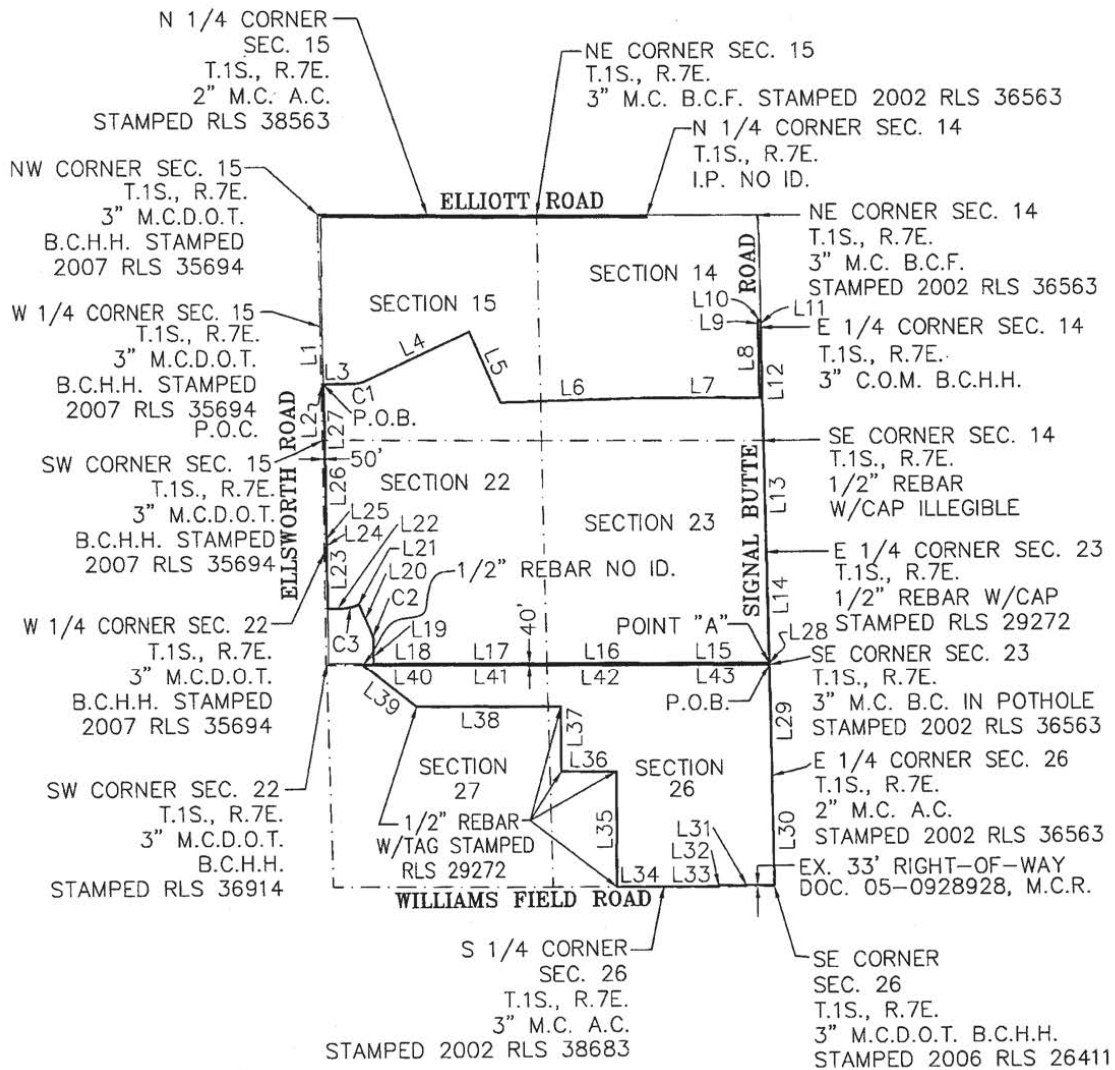 N 1/4 CORNER
SEC. 15
T.1S., R.7E.
2" M.C. A.C.
STAMPED RLS 38563
NE CORNER SEC. 15
T.1S., R.7E.
3" M.C. B.C.F. STAMPED 2002 RLS 36563
N 1/4 CORNER SEC. 14
T.1S., R.7E.
I.P. NO ID.
NW CORNER SEC. 15
T.1S., R.7E.
3" M.C.D.O.T.
B.C.H.H. STAMPED
2007 RLS 35694
ELLIOTT ROAD
NE CORNER SEC. 14
T.1S., R.7E.
3" M.C. B.C.F.
STAMPED 2002 RLS 36563
SECTION 15
SECTION 14
SIGNAL BUTTE ROAD
W 1/4 CORNER SEC. 15
T.1S., R.7E.
3" M.C.D.O.T.
B.C.H.H. STAMPED
2007 RLS 35694
P.O.C.
L1
L3
L4
C1
P.O.B.
L5
L6
L7
L8
L9
L10
L11
L12
E 1/4 CORNER SEC. 14
T.1S., R.7E.
3" C.O.M. B.C.H.H.
L2
L27
ELLSWORTH ROAD
SW CORNER SEC. 15
T.1S., R.7E.
3" M.C.D.O.T.
B.C.H.H. STAMPED
2007 RLS 35694
50'
L26
SECTION 22
SECTION 23
L13
SE CORNER SEC. 14
T.1S., R.7E.
1/2" REBAR
W/CAP ILLEGIBLE
L25
L24
L23
L22
L21
L20
1/2" REBAR NO ID.
C2
C3
L19
L14
E 1/4 CORNER SEC. 23
T.1S., R.7E.
1/2" REBAR W/CAP
STAMPED RLS 29272
W 1/4 CORNER SEC. 22
T.1S., R.7E.
3" M.C.D.O.T.
B.C.H.H. STAMPED
2007 RLS 35694
POINT "A"
L28
40'
L18
L17
L16
L15
L40
L41
L42
L43
P.O.B.
SE CORNER SEC. 23
T.1S., R.7E.
3" M.C. B.C. IN POTHOLE
STAMPED 2002 RLS 36563
L39
L38
L37
L36
L29
SECTION
27
SECTION
26
SW CORNER SEC. 22
T.1S., R.7E.
3" M.C.D.O.T.
B.C.H.H.
STAMPED RLS 36914
1/2" REBAR
W/TAG STAMPED
RLS 29272
L35
L30
E 1/4 CORNER SEC. 26
T.1S., R.7E.
2" M.C. A.C.
STAMPED 2002 RLS 36563
L31
L32
L33
L34
EX. 33' RIGHT-OF-WAY
DOC. 05-0928928, M.C.R.
WILLIAMS FIELD ROAD
S 1/4 CORNER
SEC. 26
T.1S., R.7E.
3" M.C. A.C.
STAMPED 2002 RLS 38683
SE CORNER
SEC. 26
T.1S., R.7E.
3" M.C.D.O.T. B.C.H.H.
STAMPED 2006 RLS 26411